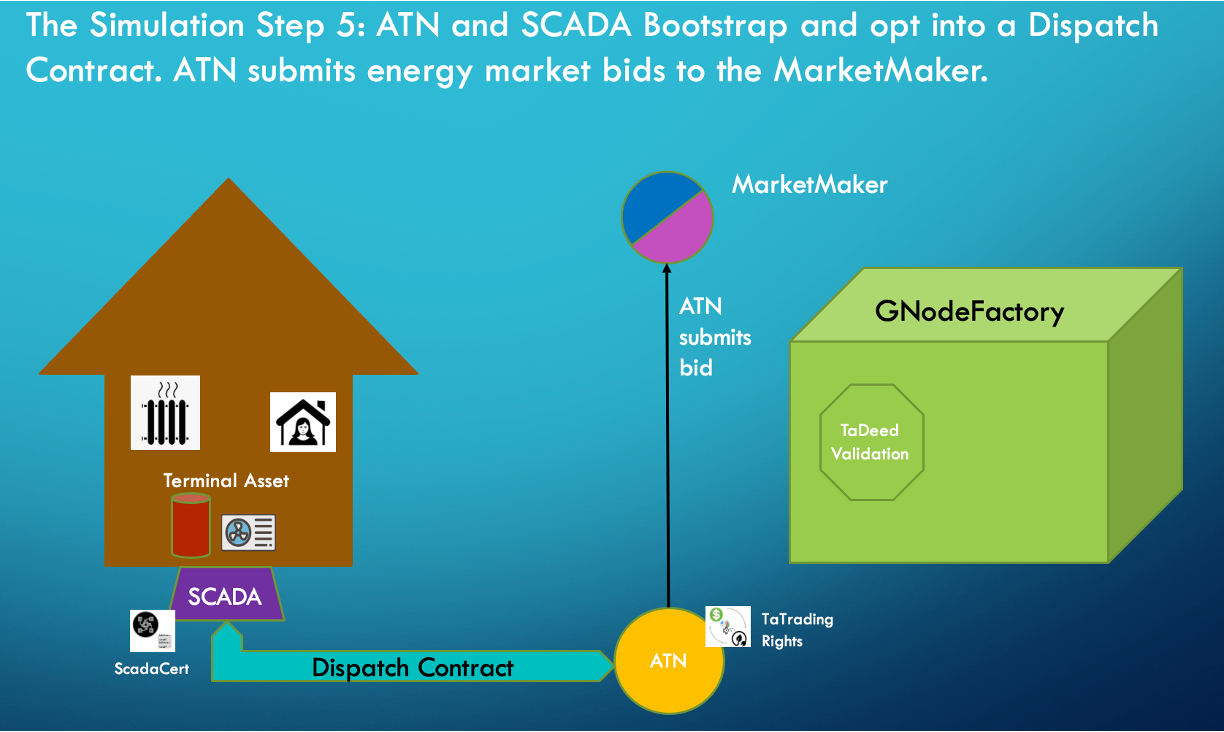 The Simulation Step 5: ATN and SCADA Bootstrap and opt into a Dispatch
Contract. ATN submits energy market bids to the MarketMaker.
MarketMaker
ATN
submits
bid
GNodeFactory
TaDeed
Validation
Terminal Asset
SCADA
ScadaCert
Dispatch Contract
ATN
TaTrading
Rights